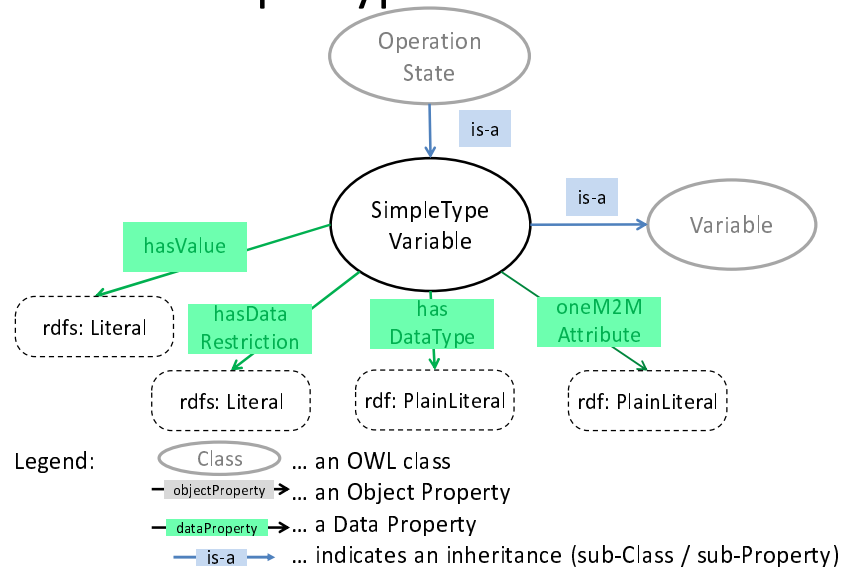 Operation
State
is-a
is-a
SimpleType
Variable
Variable
hasValue
hasData
Restriction
has
DataType
oneM2M
Attribute
rdfs: Literal
rdfs: Literal
rdf: PlainLiteral
rdf: PlainLiteral
Legend:
Class
... an OWL class
objectProperty
... an Object Property
dataProperty
... a Data Property
is-a
... indicates an inheritance (sub-Class / sub-Property)